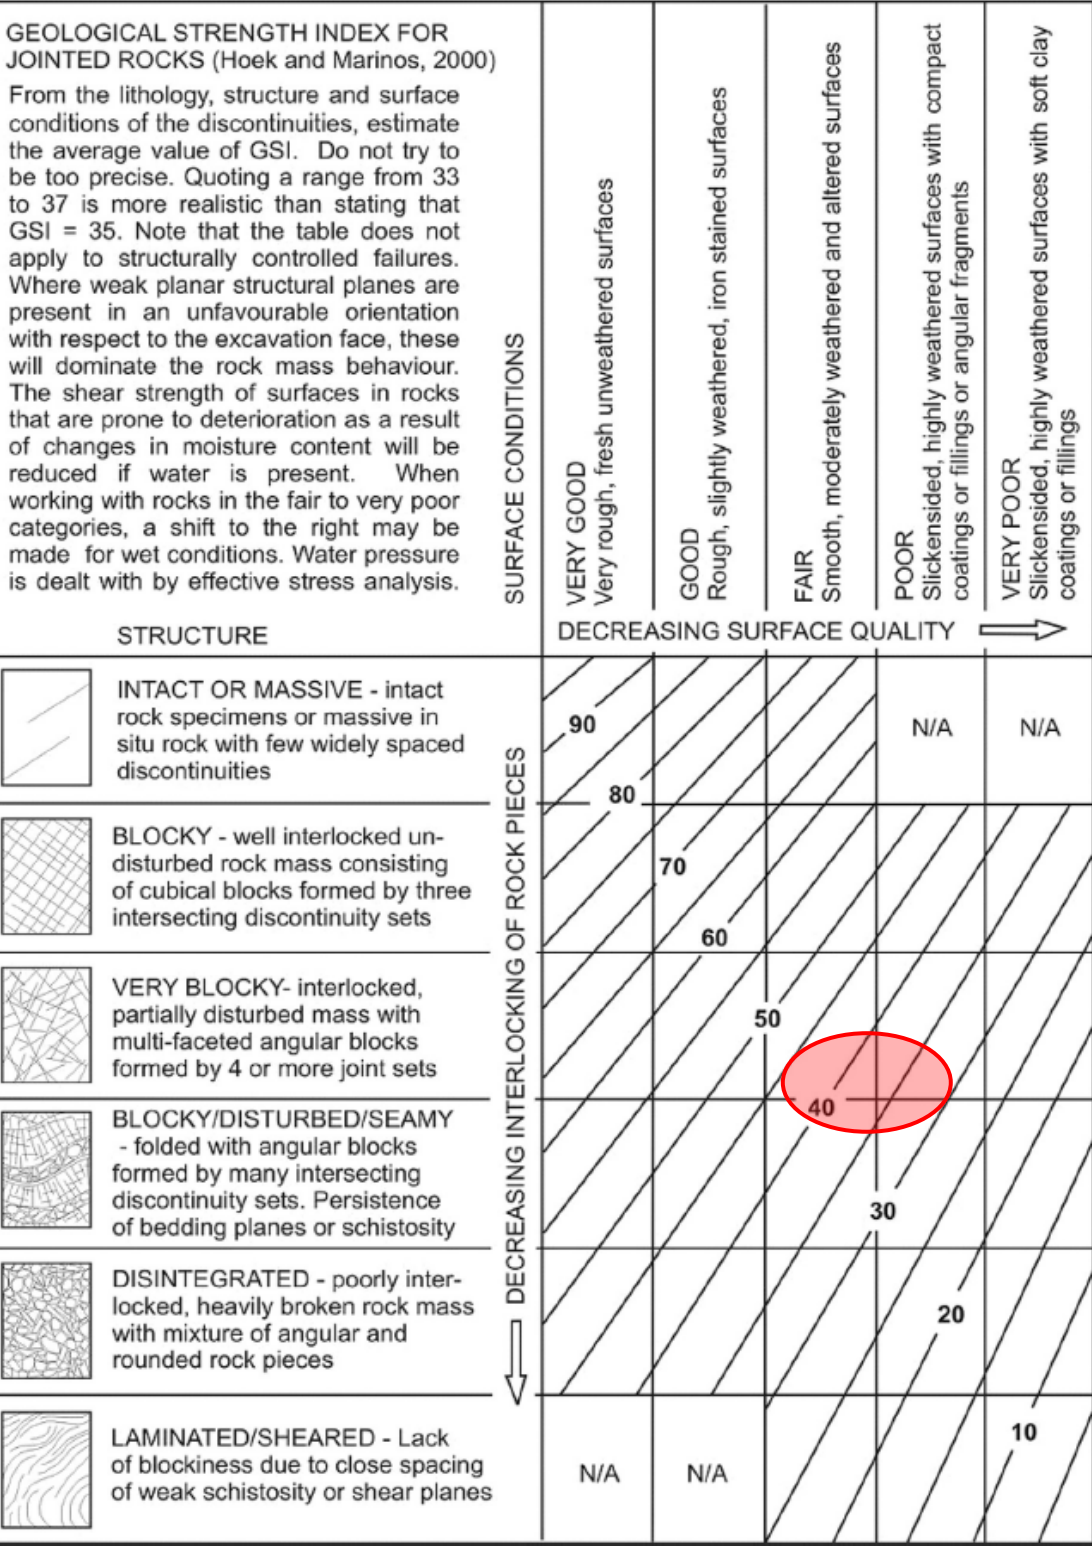 GEOLOGICAL STRENGTH INDEX FOR
JOINTED ROCKS (Hoek and Marinos, 2000)
From the lithology, structure and surface
conditions of the discontinuities, estimate
the average value of GSI. Do not try to
be too precise. Quoting a range from 33
to 37 is more realistic than stating that
GSI = 35. Note that the table does not
apply to structurally controlled failures.
Where weak planar structural planes are
present in an unfavourable orientation
with respect to the excavation face, these
will dominate the rock mass behaviour.
The shear strength of surfaces in rocks
that are prone to deterioration as a result
of changes in moisture content will be
reduced if water is present. When
working with rocks in the fair to very poor
categories, a shift to the right may be
made for wet conditions. Water pressure
is dealt with by effective stress analysis.
SURFACE CONDITIONS
VERY GOOD
Very rough, fresh unweathered surfaces
GOOD
Rough, slightly weathered, iron stained surfaces
FAIR
Smooth, moderately weathered and altered surfaces
POOR
Slickensided, highly weathered surfaces with compact
coatings or fillings or angular fragments
VERY POOR
Slickensided, highly weathered surfaces with soft clay
coatings or fillings
STRUCTURE
DECREASING SURFACE QUALITY
DECREASING INTERLOCKING OF ROCK PIECES
INTACT OR MASSIVE - intact
rock specimens or massive in
situ rock with few widely spaced
discontinuities
90
80
N/A
N/A
BLOCKY - well interlocked un-
disturbed rock mass consisting
of cubical blocks formed by three
intersecting discontinuity sets
70
60
VERY BLOCKY- interlocked,
partially disturbed mass with
multi-faceted angular blocks
formed by 4 or more joint sets
50
40
BLOCKY/DISTURBED/SEAMY
- folded with angular blocks
formed by many intersecting
discontinuity sets. Persistence
of bedding planes or schistosity
30
DISINTEGRATED - poorly inter-
locked, heavily broken rock mass
with mixture of angular and
rounded rock pieces
20
LAMINATED/SHEARED - Lack
of blockiness due to close spacing
of weak schistosity or shear planes
N/A
N/A
10